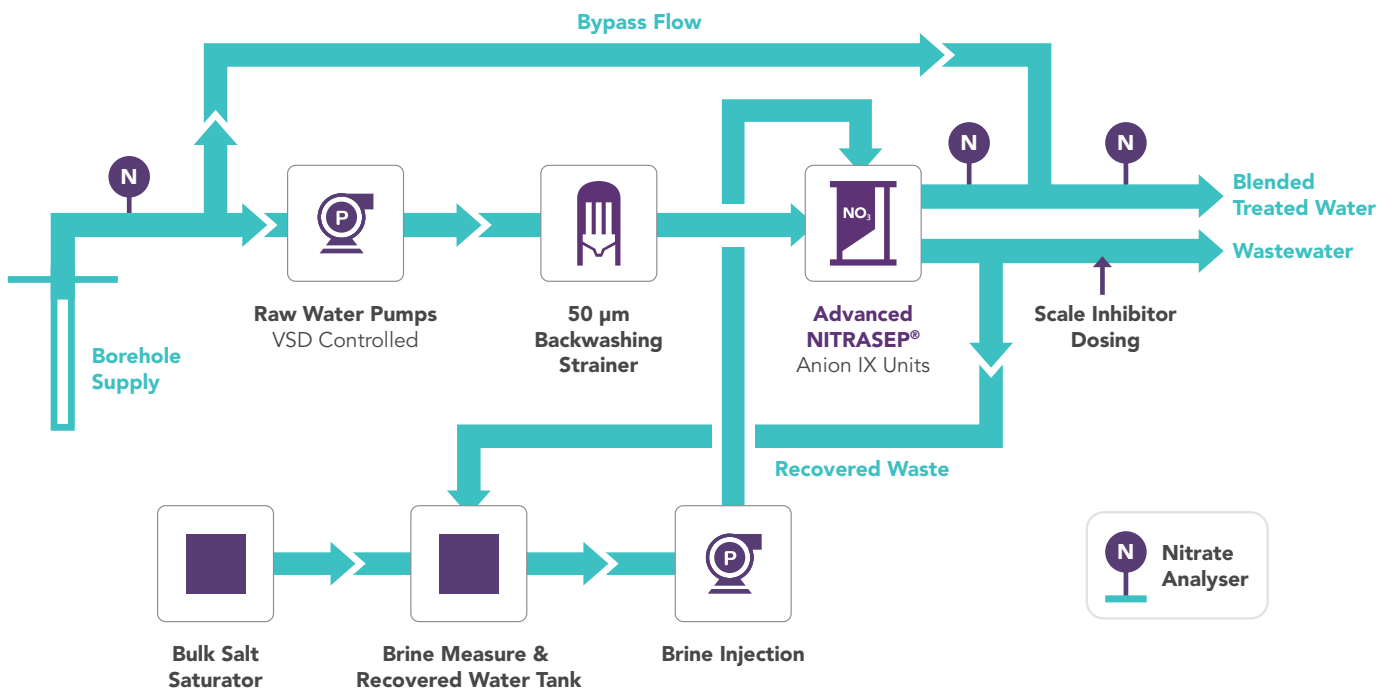 Bypass Flow
N
N
N
P
NO₃
Blended
Treated Water
Wastewater
Borehole
Supply
Raw Water Pumps
VSD Controlled
50 µm
Backwashing
Strainer
Advanced
NITRASEP®
Anion IX Units
Scale Inhibitor
Dosing
Recovered Waste
P
N
Nitrate
Analyser
Bulk Salt
Saturator
Brine Measure &
Recovered Water Tank
Brine Injection